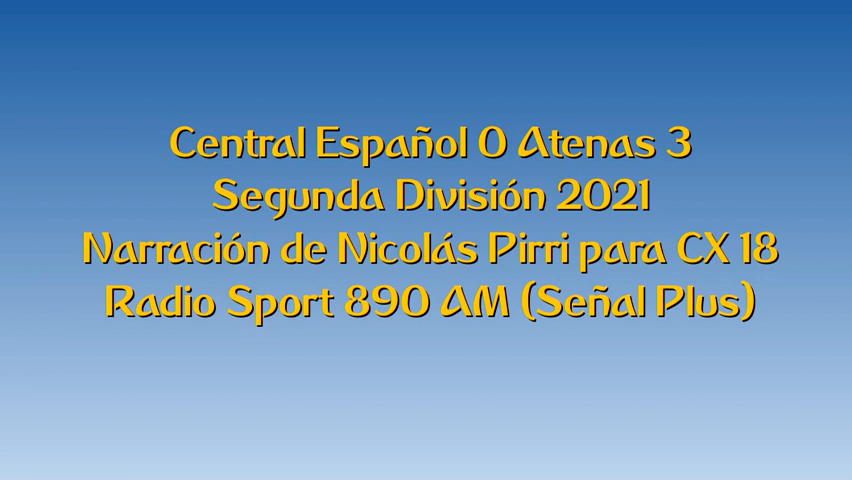 Central Español 0 Atenas 3
Segunda División 2021
Narración de Nicolás Pirri para CX 18
Radio Sport 890 AM (Señal Plus)